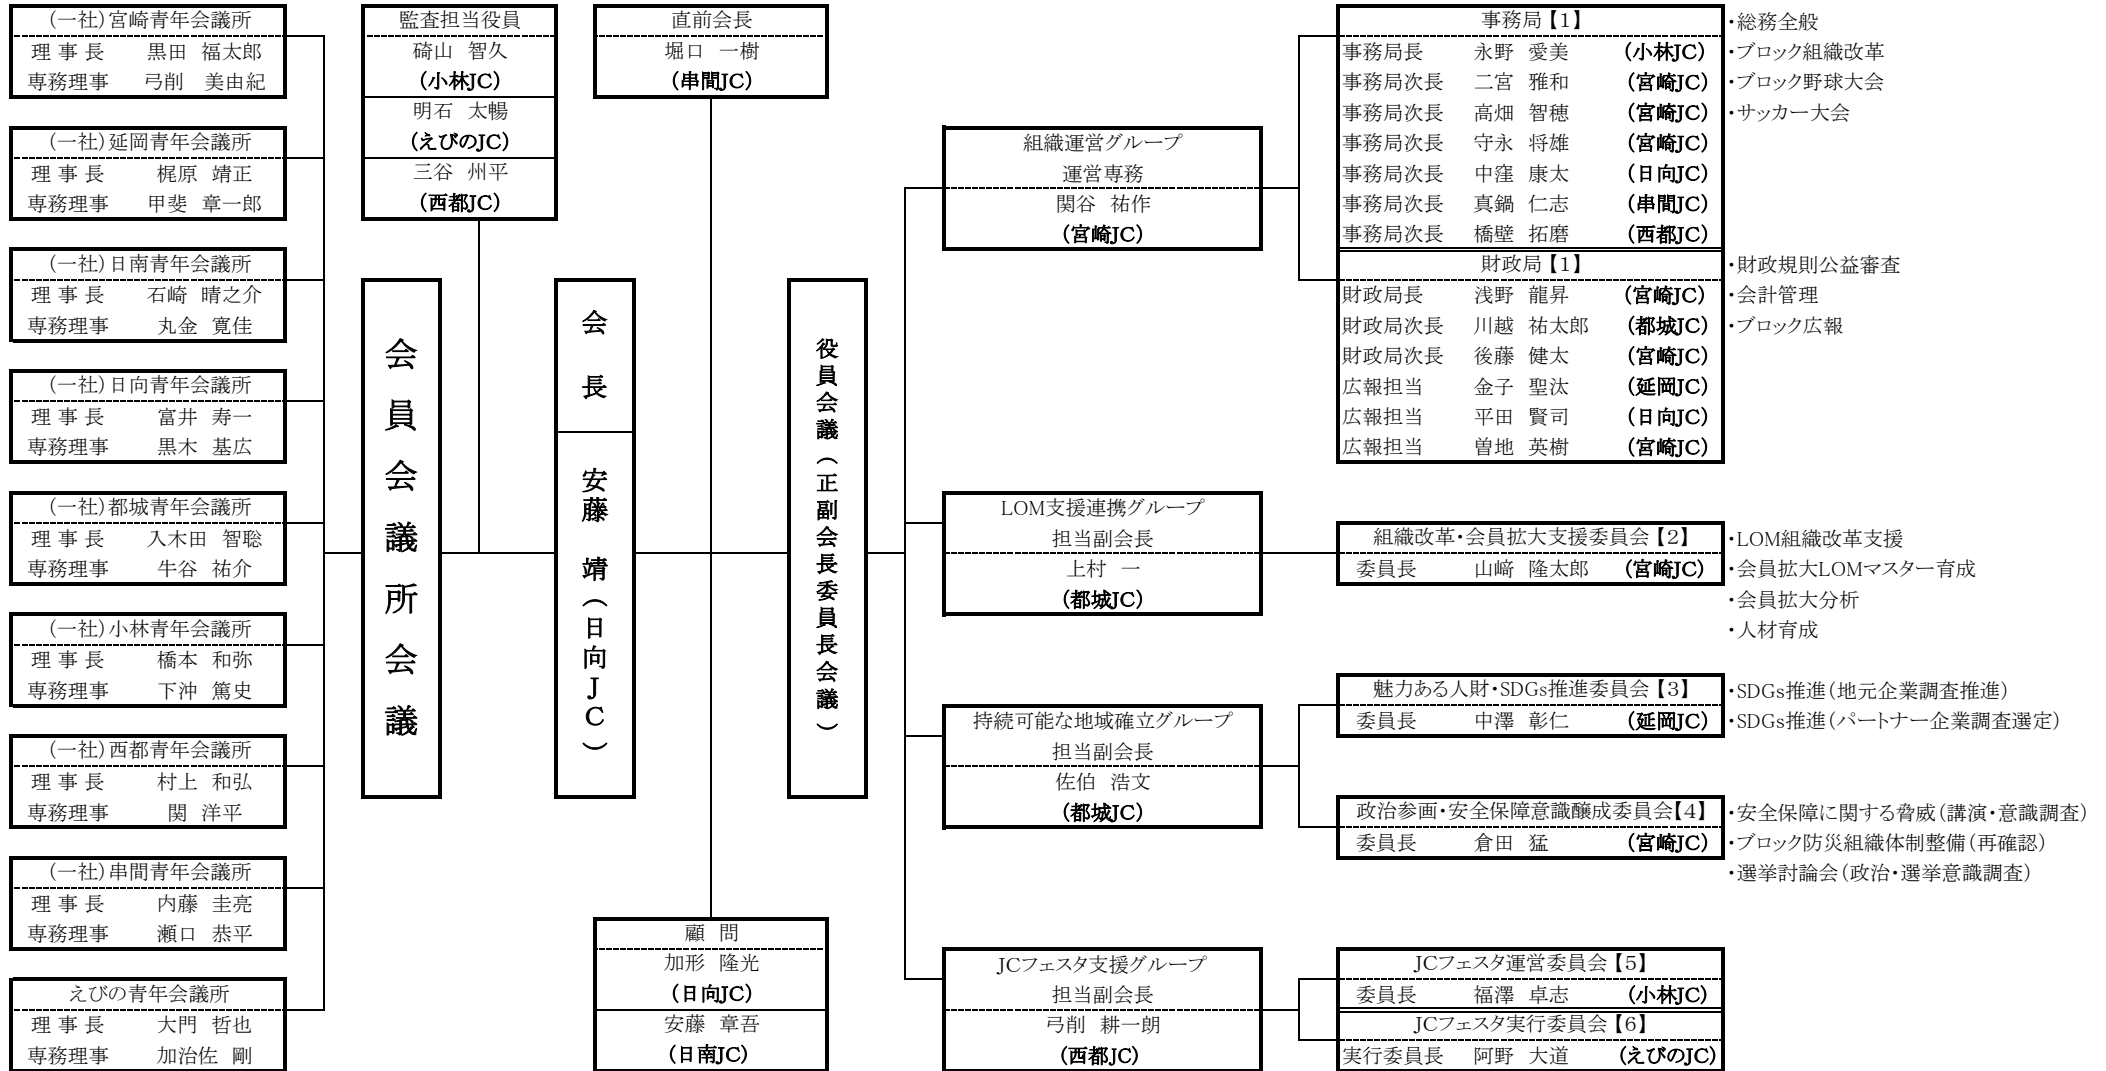 (一社)宮崎青年会議所
理 事 長 黒田 福太郎
専務理事 弓削 美由紀
(一社)延岡青年会議所
理 事 長 梶原 靖正
専務理事 甲斐 章一郎
(一社)日南青年会議所
理 事 長 石崎 晴之介
専務理事 丸金 寛佳
(一社)日向青年会議所
理 事 長 富井 寿一
専務理事 黒木 基広
(一社)都城青年会議所
理 事 長 入木田 智聡
専務理事 牛谷 祐介
(一社)小林青年会議所
理 事 長 橋本 和弥
専務理事 下沖 篤史
(一社)西都青年会議所
理 事 長 村上 和弘
専務理事 関 洋平
(一社)串間青年会議所
理 事 長 内藤 圭亮
専務理事 瀬口 恭平
えびの青年会議所
理 事 長 大門 哲也
専務理事 加治佐 剛
監査担当役員
碕山 智久
(小林JC)
明石 太暢
(えびのJC)
三谷 州平
(西都JC)
会員会議所会議
会 長
安藤 靖(日向JC)
直前会長
堀口 一樹
(串間JC)
顧 問
加形 隆光
(日向JC)
安藤 章吾
(日南JC)
役員会議(正副会長委員長会議)
組織運営グループ
運営専務
関谷 祐作
(宮崎JC)
LOM支援連携グループ
担当副会長
上村 一
(都城JC)
持続可能な地域確立グループ
担当副会長
佐伯 浩文
(都城JC)
JCフェスタ支援グループ
担当副会長
弓削 耕一朗
(西都JC)
事務局【1】
事務局長 永野 愛美 (小林JC)
事務局次長 二宮 雅和 (宮崎JC)
事務局次長 高畑 智穂 (宮崎JC)
事務局次長 守永 将雄 (宮崎JC)
事務局次長 中窪 康太 (日向JC)
事務局次長 真鍋 仁志 (串間JC)
事務局次長 橋壁 拓磨 (西都JC)
・総務全般
・ブロック組織改革
・ブロック野球大会
・サッカー大会
財政局【1】
財政局長 浅野 龍昇 (宮崎JC)
財政局次長 川越 祐太郎 (都城JC)
財政局次長 後藤 健太 (宮崎JC)
広報担当 金子 聖汰 (延岡JC)
広報担当 平田 賢司 (日向JC)
広報担当 曽地 英樹 (宮崎JC)
・財政規則公益審査
・会計管理
・ブロック広報
組織改革・会員拡大支援委員会【2】
委員長 山﨑 隆太郎 (宮崎JC)
・LOM組織改革支援
・会員拡大LOMマスター育成
・会員拡大分析
・人材育成
魅力ある人財・SDGs推進委員会【3】
委員長 中澤 彰仁 (延岡JC)
・SDGs推進(地元企業調査推進)
・SDGs推進(パートナー企業調査選定)
政治参画・安全保障意識醸成委員会【4】
委員長 倉田 猛 (宮崎JC)
・安全保障に関する脅威(講演・意識調査)
・ブロック防災組織体制整備(再確認)
・選挙討論会(政治・選挙意識調査)
JCフェスタ運営委員会【5】
委員長 福澤 卓志 (小林JC)
JCフェスタ実行委員会【6】
実行委員長 阿野 大道 (えびのJC)